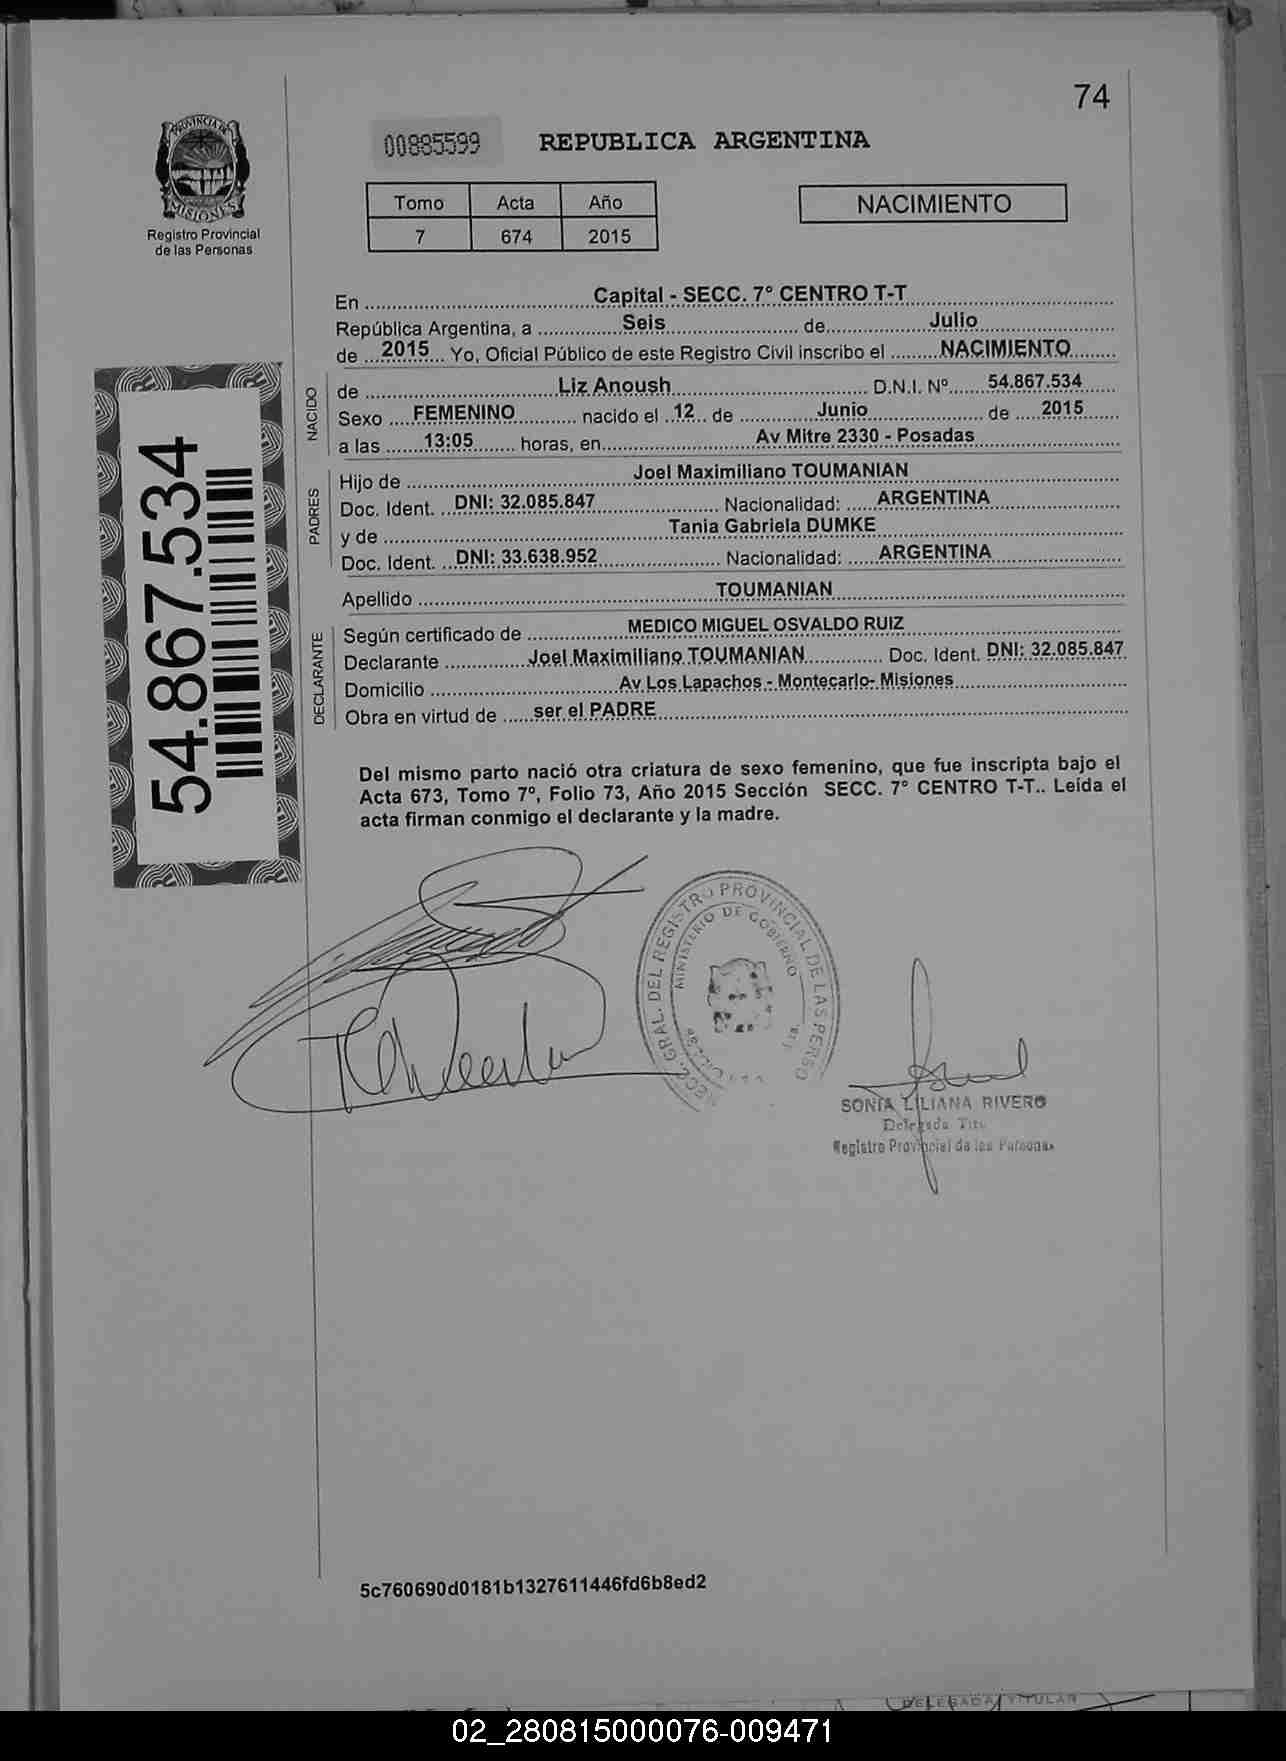 74
PROVINCIA DE
MISIONES
Registro Provincial
de las Personas
00885599 REPUBLICA ARGENTINA
Tomo Acta Año
7 674 2015
NACIMIENTO
En Capital - SECC. 7° CENTRO T-T
República Argentina, a Seis de Julio
de 2015 Yo, Oficial Público de este Registro Civil inscribo el NACIMIENTO
NACIDO
de Liz Anoush D.N.I. Nº 54.867.534
Sexo FEMENINO nacido el 12 de Junio de 2015
a las 13:05 horas, en Av Mitre 2330 - Posadas
PADRES
Hijo de Joel Maximiliano TOUMANIAN
Doc. Ident. DNI: 32.085.847 Nacionalidad: ARGENTINA
y de Tania Gabriela DUMKE
Doc. Ident. DNI: 33.638.952 Nacionalidad: ARGENTINA
Apellido TOUMANIAN
DECLARANTE
Según certificado de MEDICO MIGUEL OSVALDO RUIZ
Declarante Joel Maximiliano TOUMANIAN Doc. Ident. DNI: 32.085.847
Domicilio Av Los Lapachos - Montecarlo- Misiones
Obra en virtud de ser el PADRE
54.867.534
Del mismo parto nació otra criatura de sexo femenino, que fue inscripta bajo el
Acta 673, Tomo 7º, Folio 73, Año 2015 Sección SECC. 7° CENTRO T-T.. Leída el
acta firman conmigo el declarante y la madre.
SECC. GRAL. DEL REGISTRO PROVINCIAL DE LAS PERSO
MINISTERIO DE GOBIERNO
SONIA LILIANA RIVERO
Delegada Titu
Registro Provincial de las Personas
5c760690d0181b1327611446fd6b8ed2
DELEGADA TITULAR
02_280815000076-009471